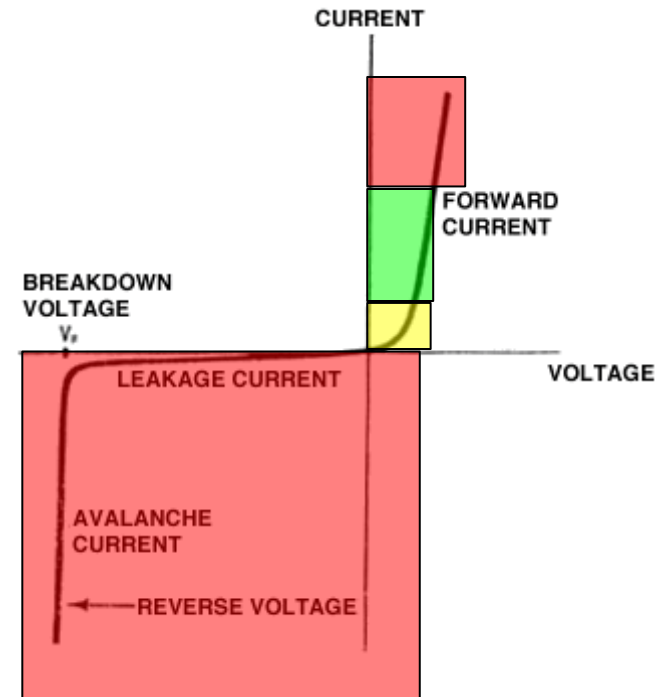 CURRENT
FORWARD
CURRENT
BREAKDOWN
VOLTAGE
LEAKAGE CURRENT
VOLTAGE
AVALANCHE
CURRENT
REVERSE VOLTAGE